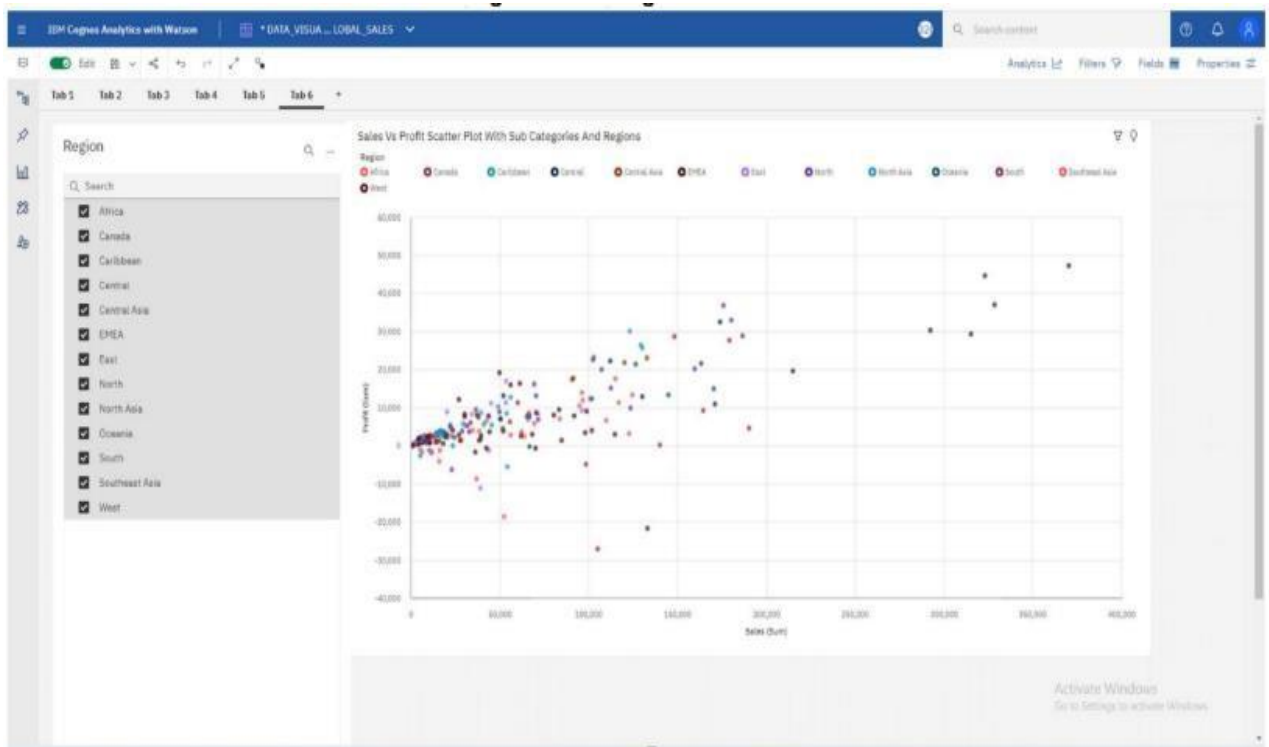 IBM Cognos Analytics with Watson
* DATA_VISUA ... LOBAL_SALES
Search content
Edit
Analytics
Filters
Fields
Properties
Tab 1
Tab 2
Tab 3
Tab 4
Tab 5
Tab 6
+
Region
Search
Africa
Canada
Caribbean
Central
Central Asia
EMEA
East
North
North Asia
Oceania
South
Southeast Asia
West
Sales Vs Profit Scatter Plot With Sub Categories And Regions
Region
Africa
Canada
Caribbean
Central
Central Asia
EMEA
East
North
North Asia
Oceania
South
Southeast Asia
West
Profit (Sum)
60,000
50,000
40,000
30,000
20,000
10,000
0
-10,000
-20,000
-30,000
-40,000
0
50,000
100,000
150,000
200,000
250,000
300,000
350,000
400,000
Sales (Sum)
Activate Windows
Go to Settings to activate Windows.